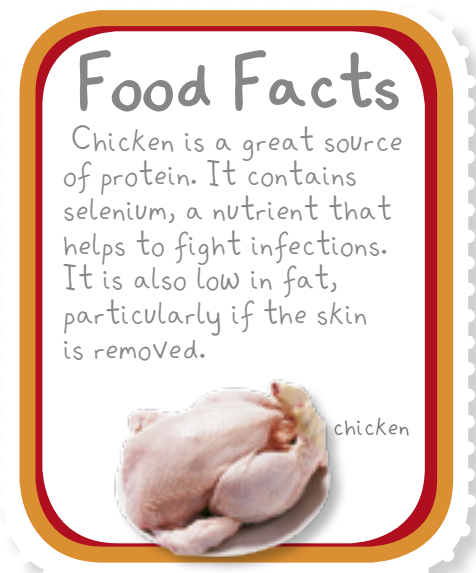 Food Facts
Chicken is a great source
of protein. It contains
selenium, a nutrient that
helps to fight infections.
It is also low in fat,
particularly if the skin
is removed.
chicken